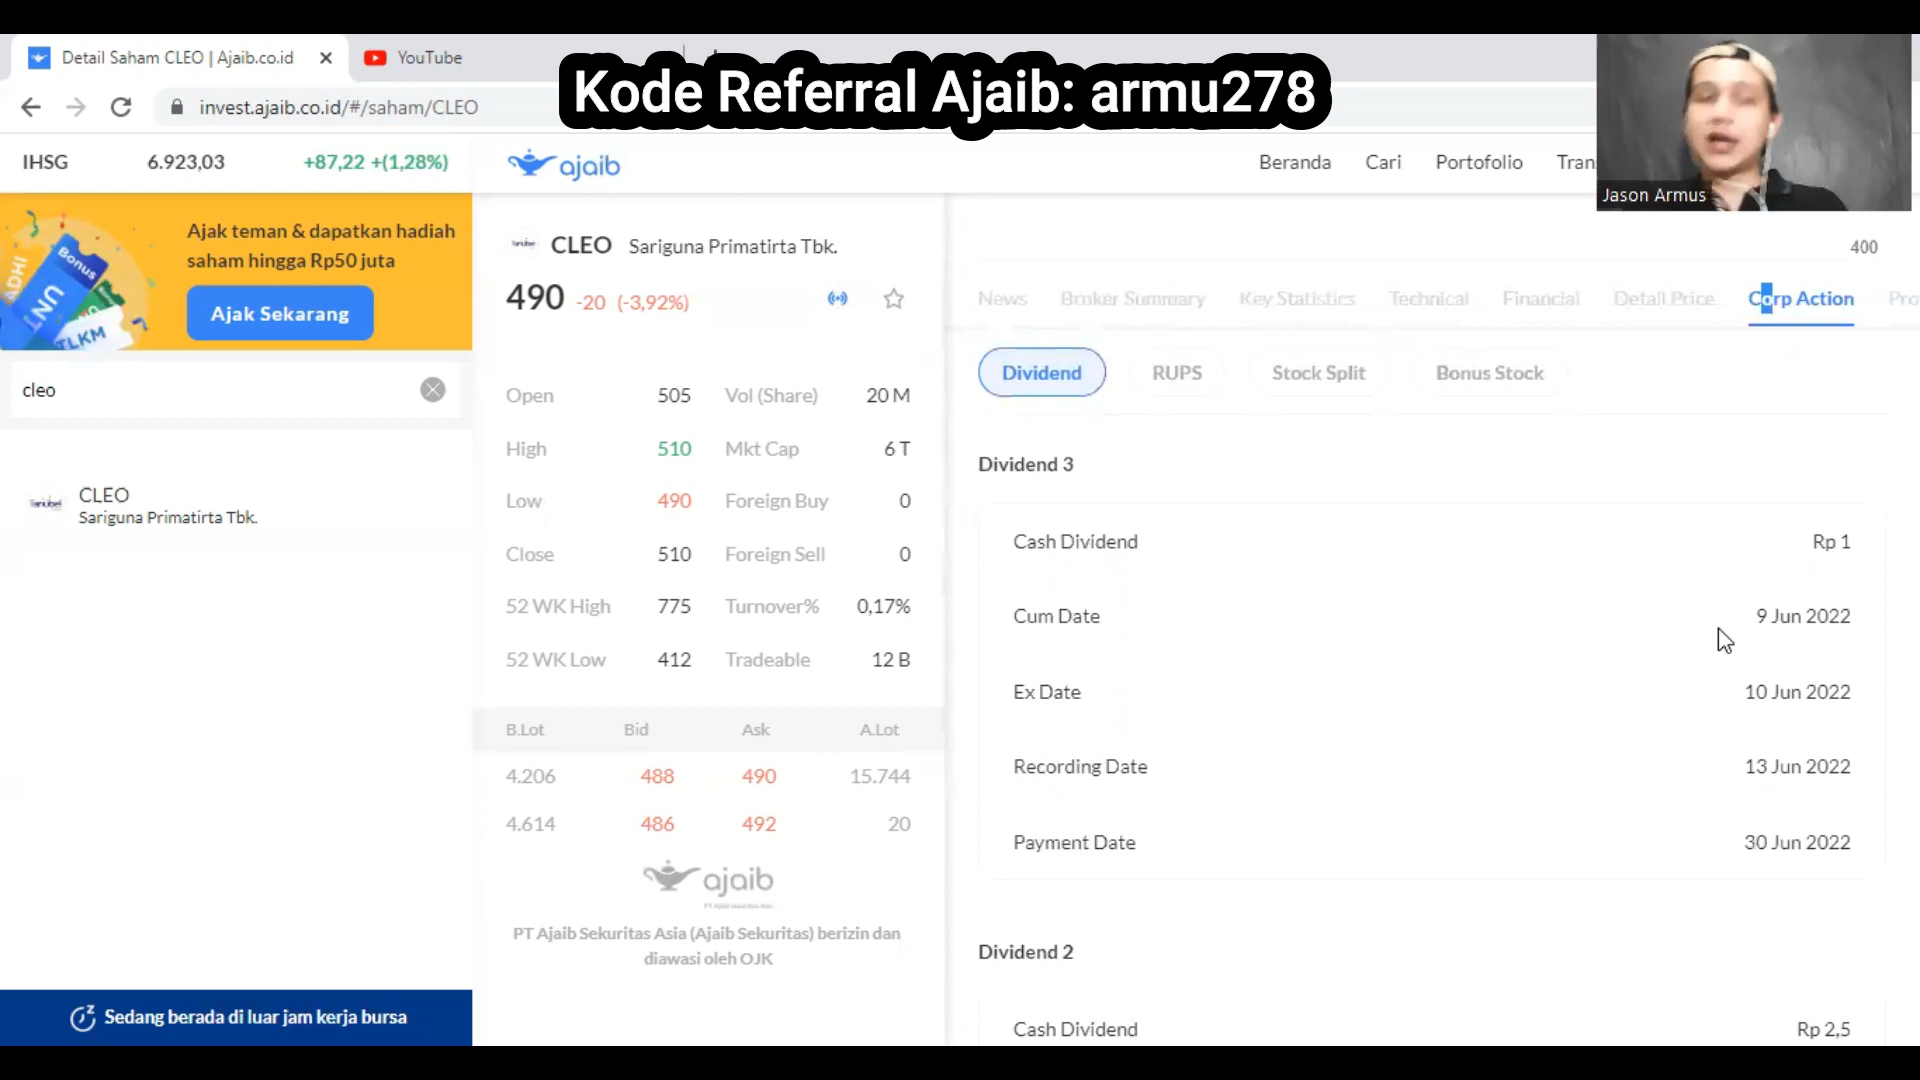 Detail Saham CLEO | Ajaib.co.id
YouTube
invest.ajaib.co.id/#/saham/CLEO
Kode Referral Ajaib: armu278
Jason Armus
IHSG 6.923,03 +87,22 +(1,28%)
ajaib
Beranda Cari Portofolio Tran
Ajak teman & dapatkan hadiah
saham hingga Rp50 juta
Ajak Sekarang
Bonus
UNT
TLKM
ADHI
cleo
CLEO
Sariguna Primatirta Tbk.
Sedang berada di luar jam kerja bursa
CLEO Sariguna Primatirta Tbk.
490 -20 (-3,92%)
Open 505 Vol (Share) 20 M
High 510 Mkt Cap 6 T
Low 490 Foreign Buy 0
Close 510 Foreign Sell 0
52 WK High 775 Turnover% 0,17%
52 WK Low 412 Tradeable 12 B
B.Lot Bid Ask A.Lot
4.206 488 490 15.744
4.614 486 492 20
ajaib
PT Ajaib Sekuritas Asia (Ajaib Sekuritas) berizin dan
diawasi oleh OJK
400
News Broker Summary Key Statistics Technical Financial Detail Price Corp Action Pro
Dividend RUPS Stock Split Bonus Stock
Dividend 3
Cash Dividend Rp 1
Cum Date 9 Jun 2022
Ex Date 10 Jun 2022
Recording Date 13 Jun 2022
Payment Date 30 Jun 2022
Dividend 2
Cash Dividend Rp 2,5